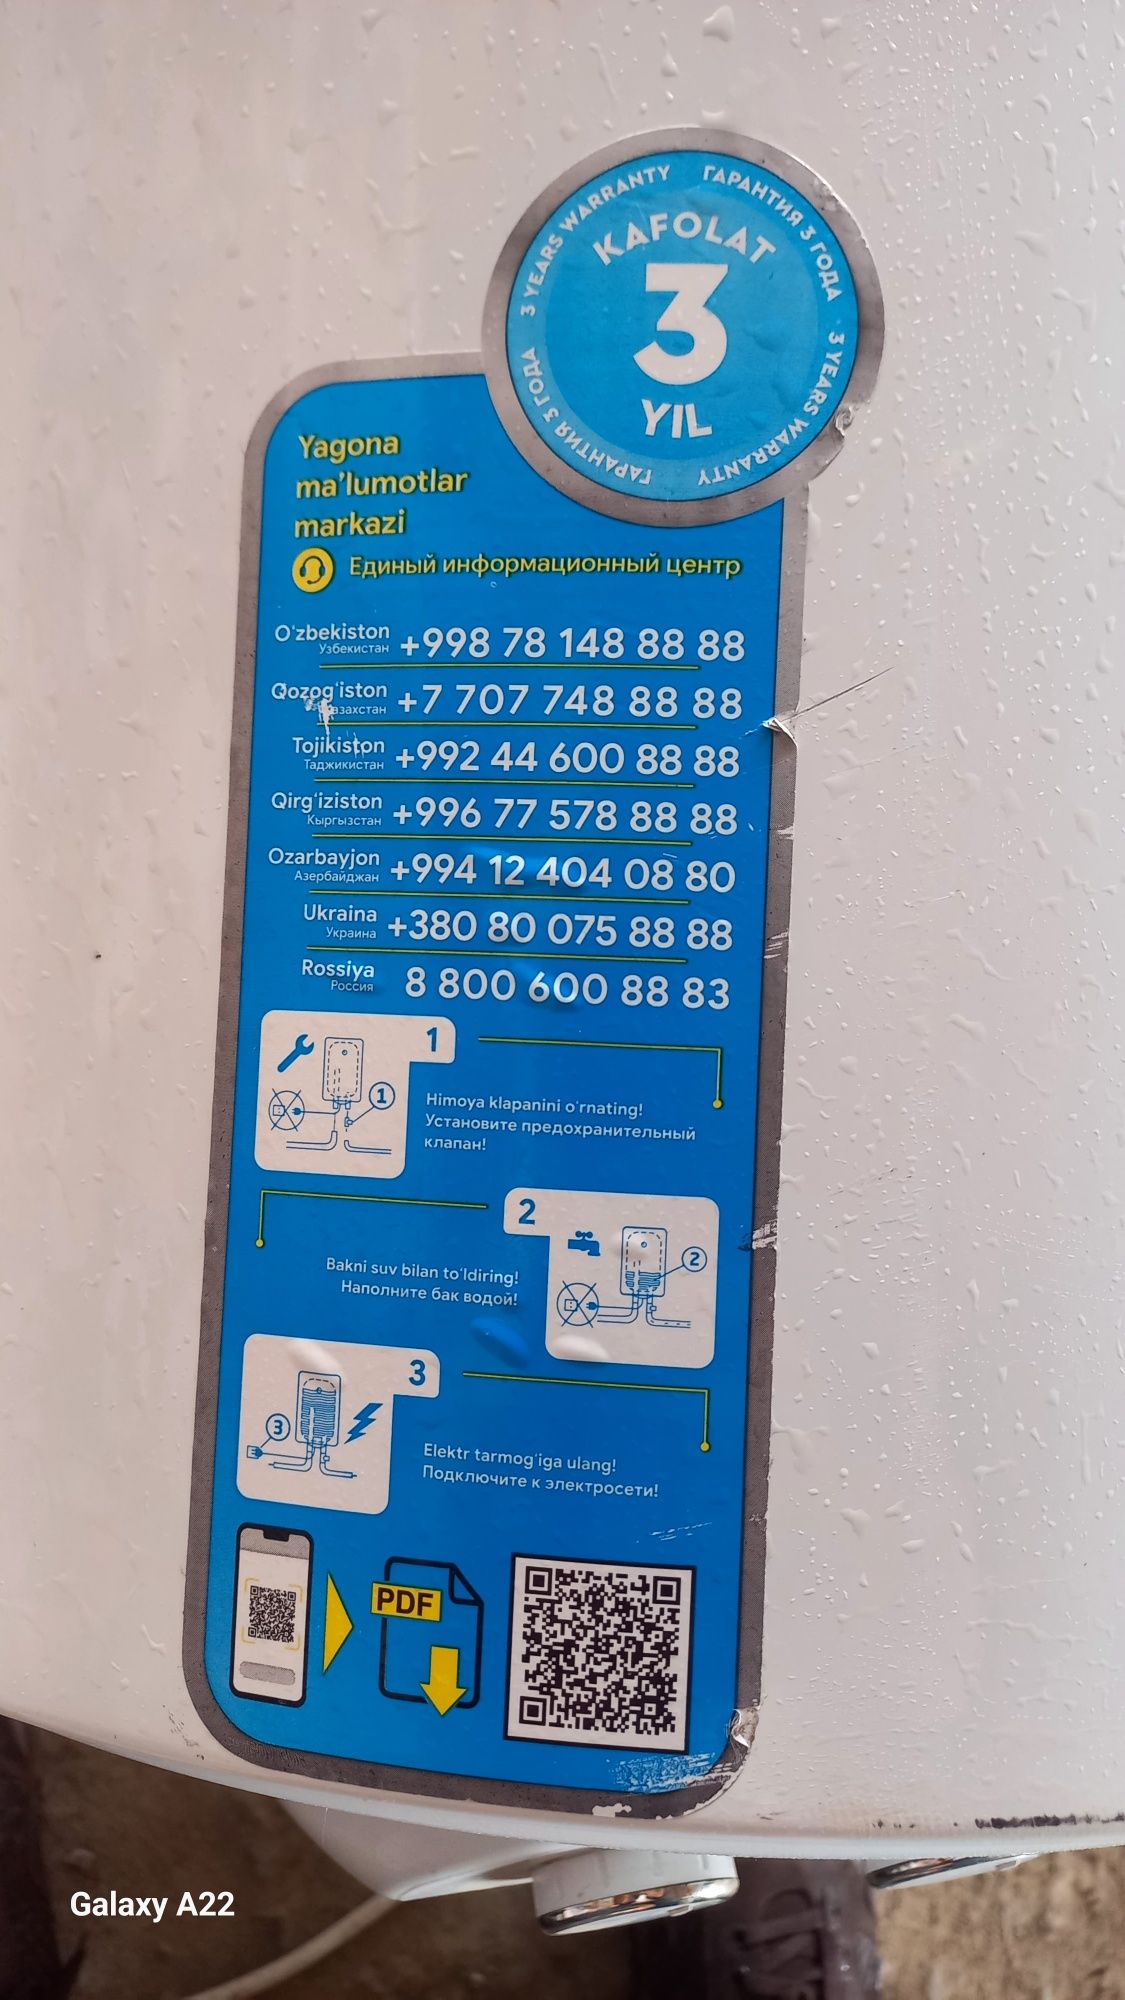 3 YEARS WARRANTY ГАРАНТИЯ 3 ГОДА 3 YEARS WARRANTY ГАРАНТИЯ 3 ГОДА
KAFOLAT
3
YIL
Yagona
ma'lumotlar
markazi
Единый информационный центр
O'zbekiston +998 78 148 88 88
Узбекистан
Qozog'iston +7 707 748 88 88
азахстан
Tojikiston +992 44 600 88 88
Таджикистан
Qirg'iziston +996 77 578 88 88
Кыргызстан
Ozarbayjon +994 12 404 08 80
Азербайджан
Ukraina +380 80 075 88 88
Украина
Rossiya 8 800 600 88 83
Россия
1
1
Himoya klapanini o'rnating!
Установите предохранительный
клапан!
2
2
Bakni suv bilan to'ldiring!
Наполните бак водой!
3
3
Elektr tarmog'iga ulang!
Подключите к электросети!
PDF
Galaxy A22